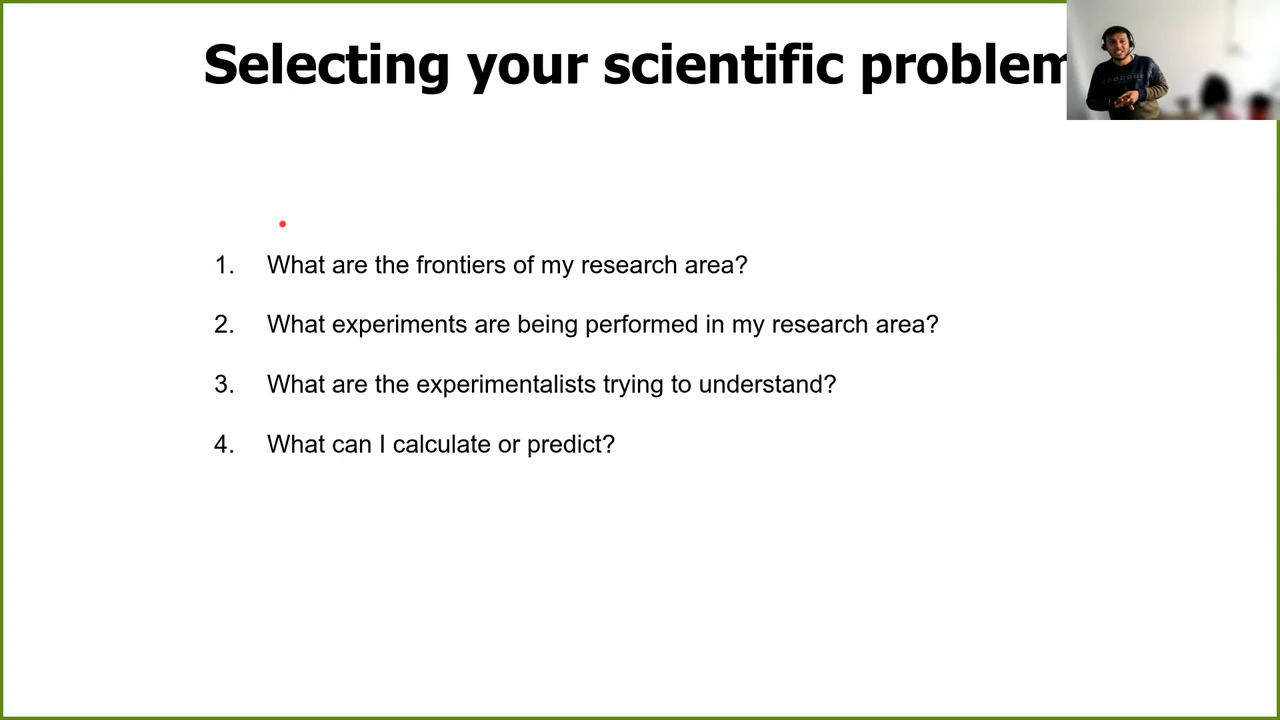 Selecting your scientific problem
1. What are the frontiers of my research area?
2. What experiments are being performed in my research area?
3. What are the experimentalists trying to understand?
4. What can I calculate or predict?